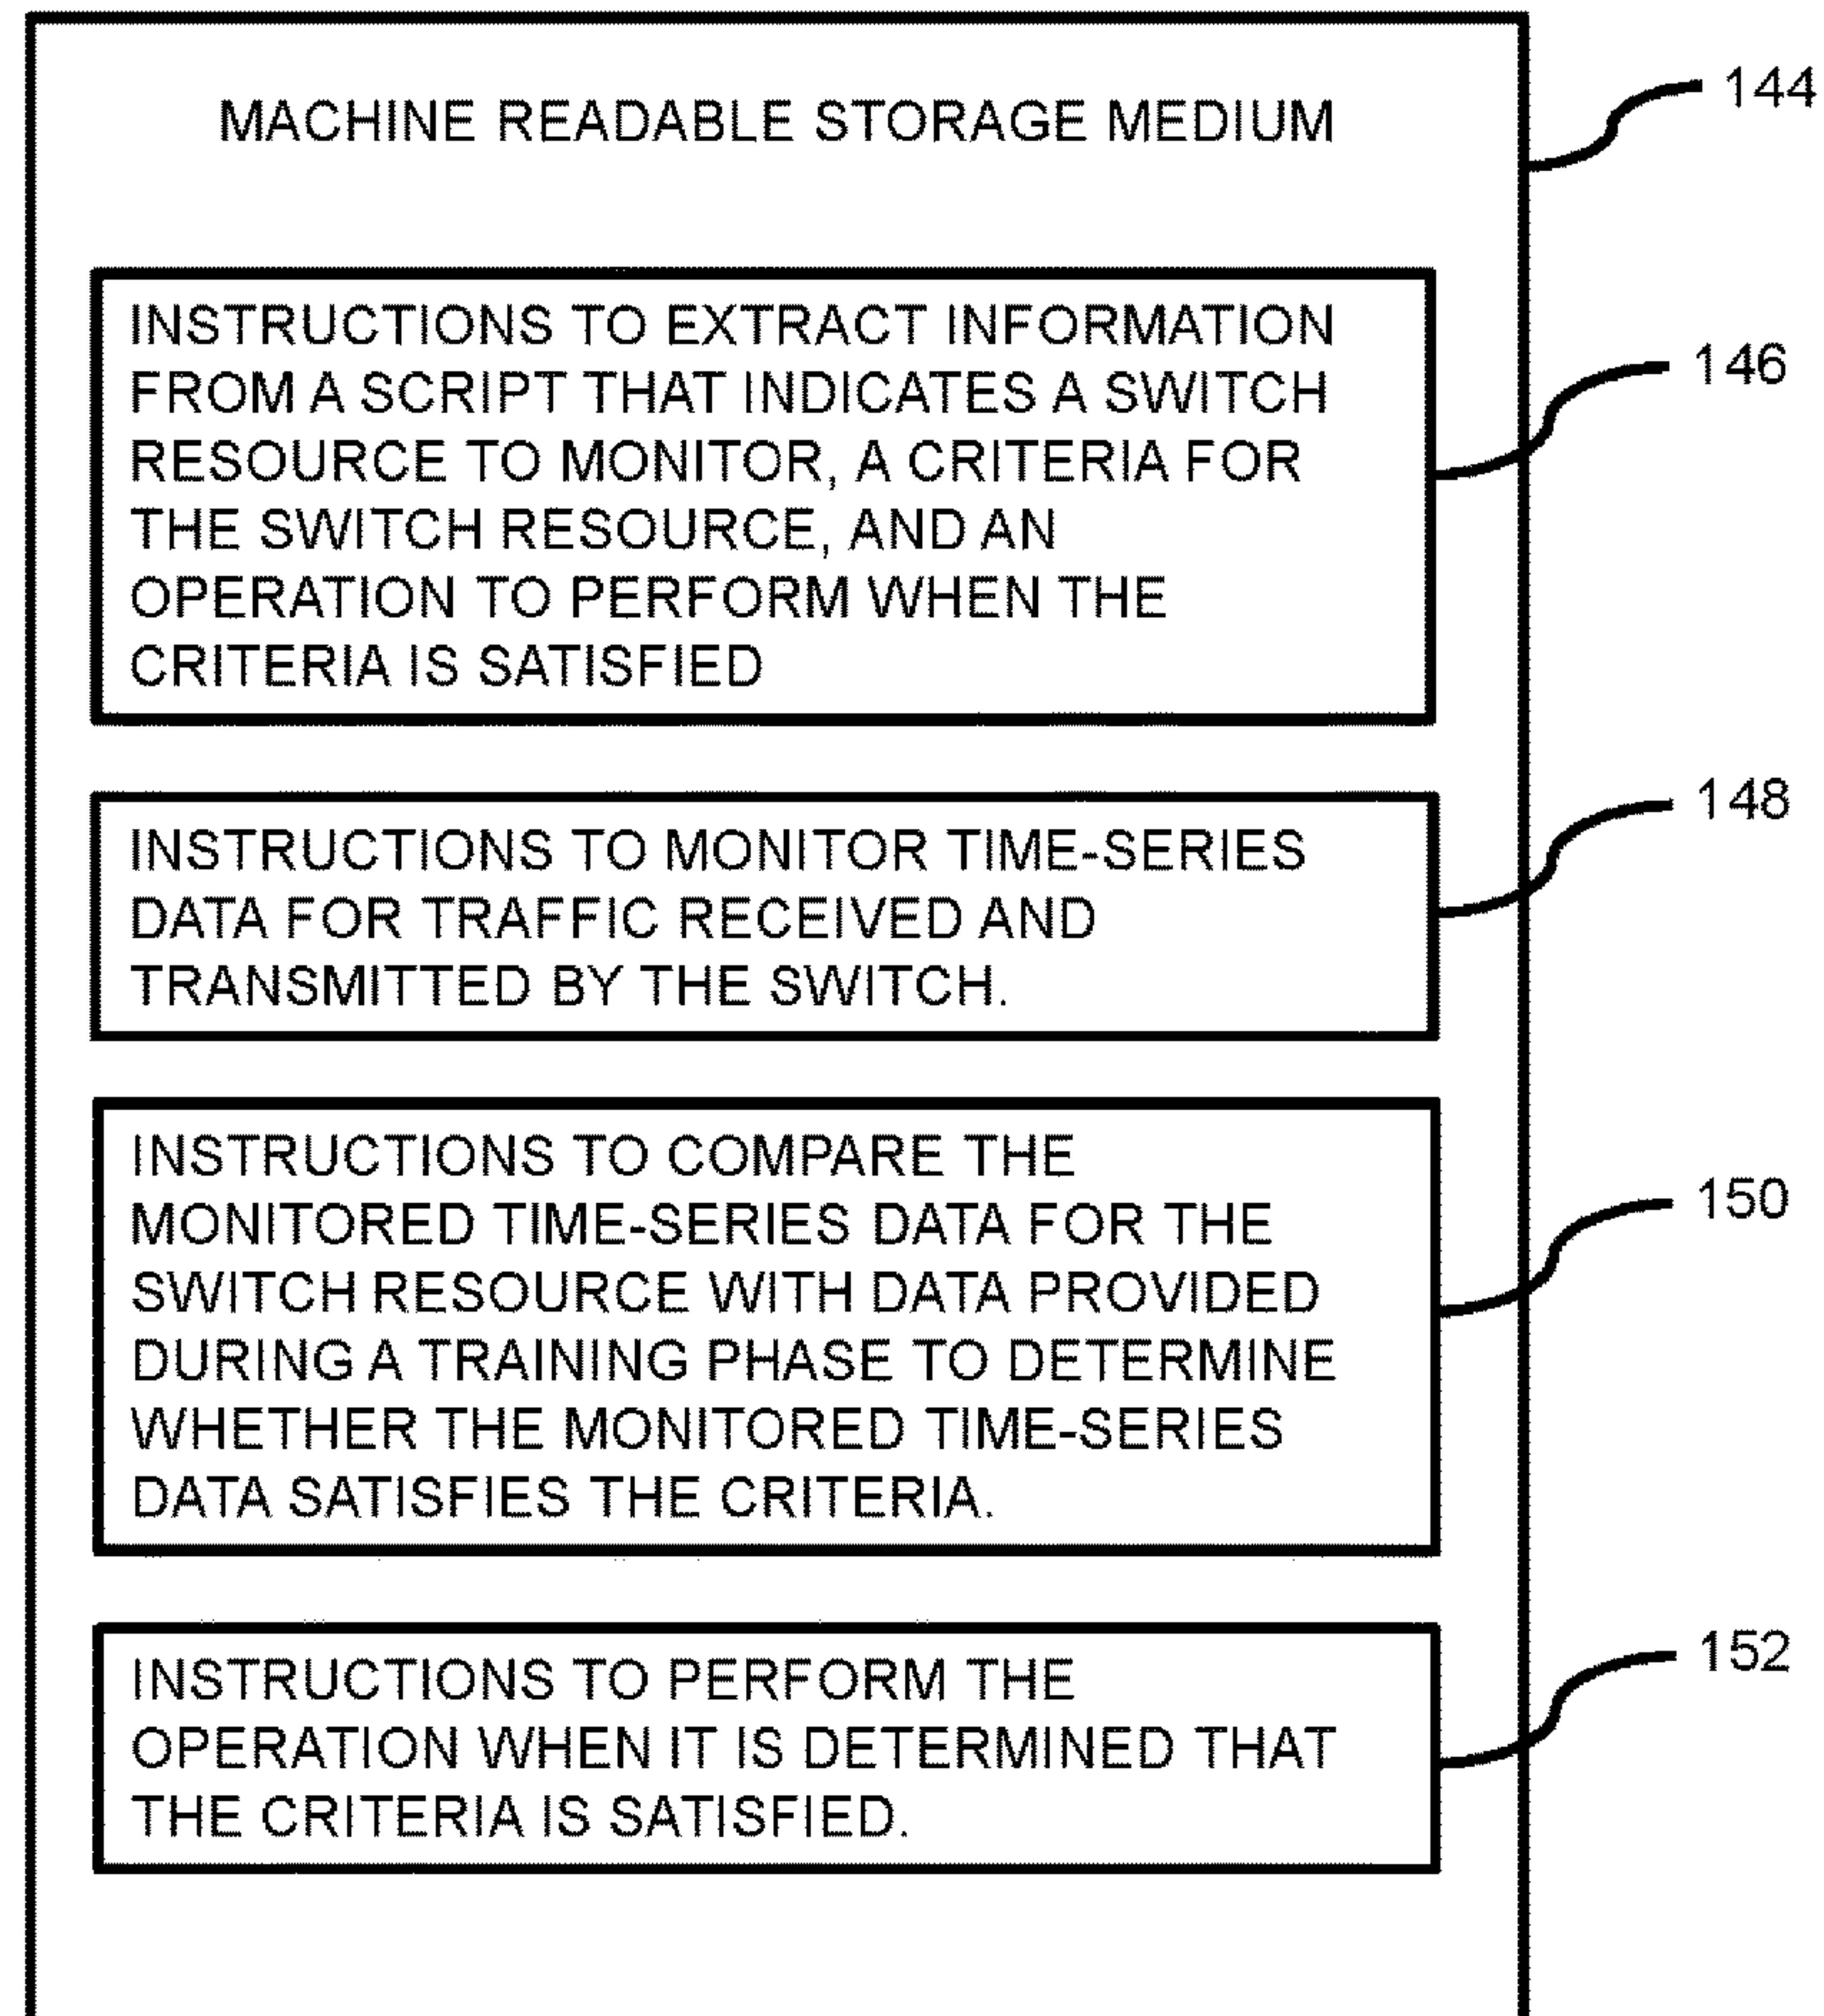 MACHINE READABLE STORAGE MEDIUM
144
INSTRUCTIONS TO EXTRACT INFORMATION
FROM A SCRIPT THAT INDICATES A SWITCH
RESOURCE TO MONITOR, A CRITERIA FOR
THE SWITCH RESOURCE, AND AN
OPERATION TO PERFORM WHEN THE
CRITERIA IS SATISFIED
146
INSTRUCTIONS TO MONITOR TIME-SERIES
DATA FOR TRAFFIC RECEIVED AND
TRANSMITTED BY THE SWITCH.
148
INSTRUCTIONS TO COMPARE THE
MONITORED TIME-SERIES DATA FOR THE
SWITCH RESOURCE WITH DATA PROVIDED
DURING A TRAINING PHASE TO DETERMINE
WHETHER THE MONITORED TIME-SERIES
DATA SATISFIES THE CRITERIA.
150
INSTRUCTIONS TO PERFORM THE
OPERATION WHEN IT IS DETERMINED THAT
THE CRITERIA IS SATISFIED.
152